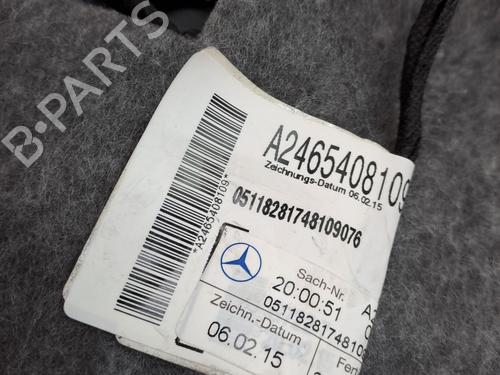 B-PARTS
A2465408109
Zeichnungs-Datum 06.02.15
*A2465408109*
05118281748109076
Sach-Nr.
20:00:51
051182817481
Zeichn.-Datum
06.02.15